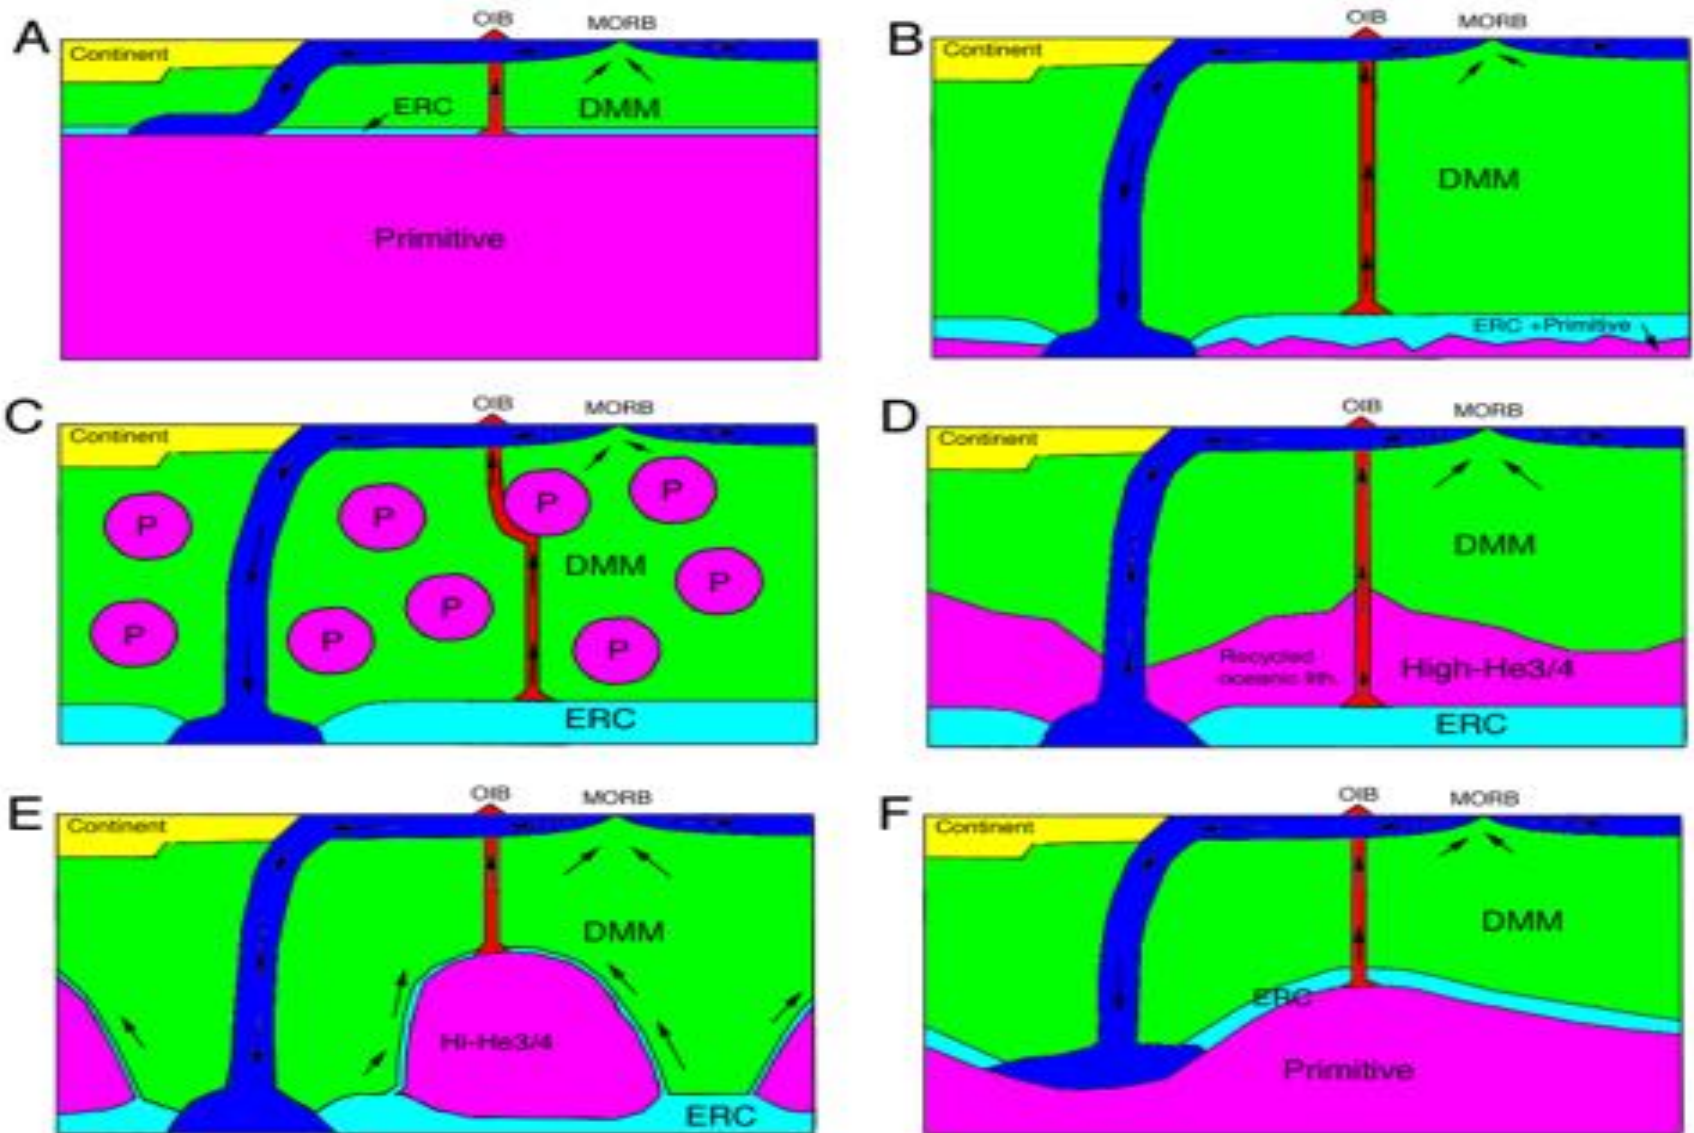 A
OIB
MORB
Continent
ERC
DMM
Primitive
B
OIB
MORB
Continent
DMM
ERC +Primitive
C
OIB
MORB
Continent
P
P
P
P
P
DMM
P
P
P
P
ERC
D
OIB
MORB
Continent
DMM
Recycled
oceanic lith.
High-He3/4
ERC
E
OIB
MORB
Continent
DMM
Hi-He3/4
ERC
F
OIB
MORB
Continent
DMM
ERC
Primitive